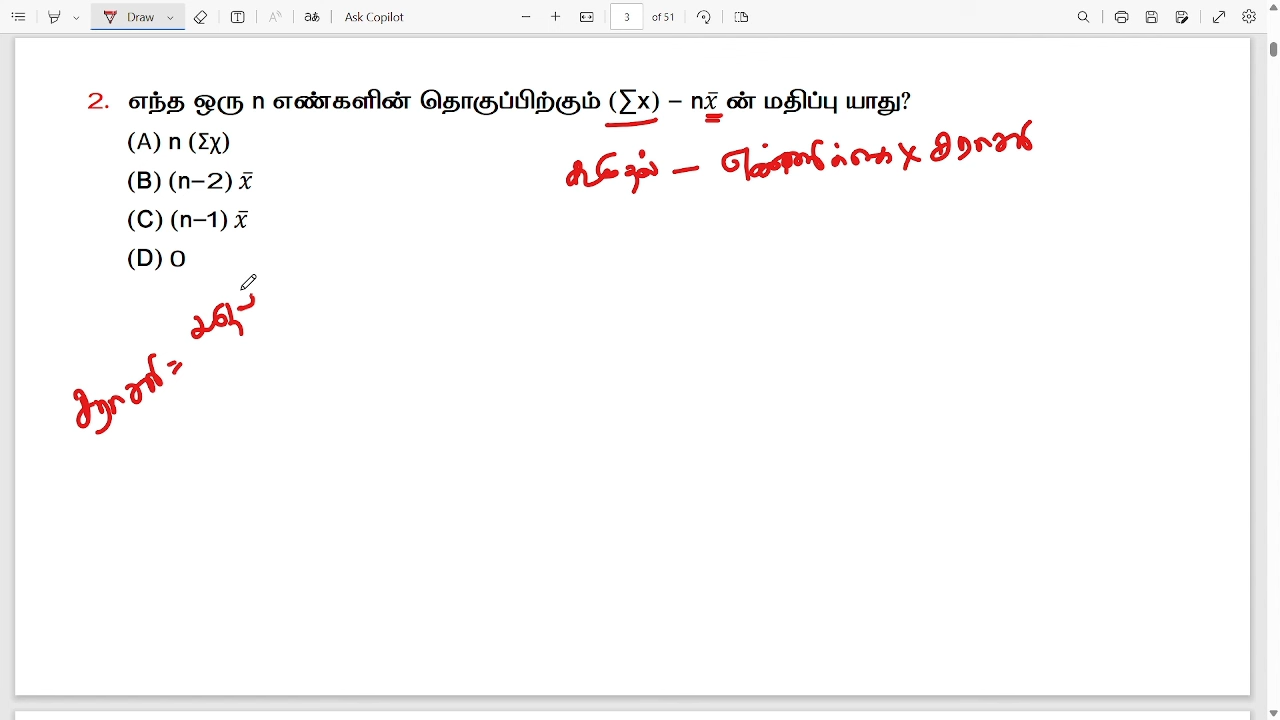 Draw
Ask Copilot
3 of 51
2. எந்த ஒரு n எண்களின் தொகுப்பிற்கும் (∑x) − nx̄ ன் மதிப்பு யாது?
கூடுதல் − எண்ணிக்கை × சராசரி
(A) n (Σχ)
(B) (n−2) x̄
(C) (n−1) x̄
(D) 0
சராசரி =